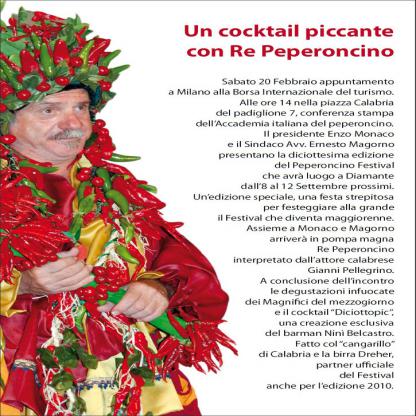 Un cocktail piccante
con Re Peperoncino
Sabato 20 Febbraio appuntamento
a Milano alla Borsa Internazionale del turismo.
Alle ore 14 nella piazza Calabria
del padiglione 7, conferenza stampa
dell'Accademia italiana del peperoncino.
Il presidente Enzo Monaco
e il Sindaco Avv. Ernesto Magorno
presentano la diciottesima edizione
del Peperoncino Festival
che avrà luogo a Diamante
dall'8 al 12 Settembre prossimi.
Un'edizione speciale, una festa strepitosa
per festeggiare alla grande
il Festival che diventa maggiorenne.
Assieme a Monaco e Magorno
arriverà in pompa magna
Re Peperoncino
interpretato dall'attore calabrese
Gianni Pellegrino.
A conclusione dell'incontro
le degustazioni infuocate
dei Magnifici del mezzogiorno
e il cocktail "Diciottopic",
una creazione esclusiva
del barman Ninì Belcastro.
Fatto col "cangarillo"
di Calabria e la birra Dreher,
partner ufficiale
del Festival
anche per l'edizione 2010.